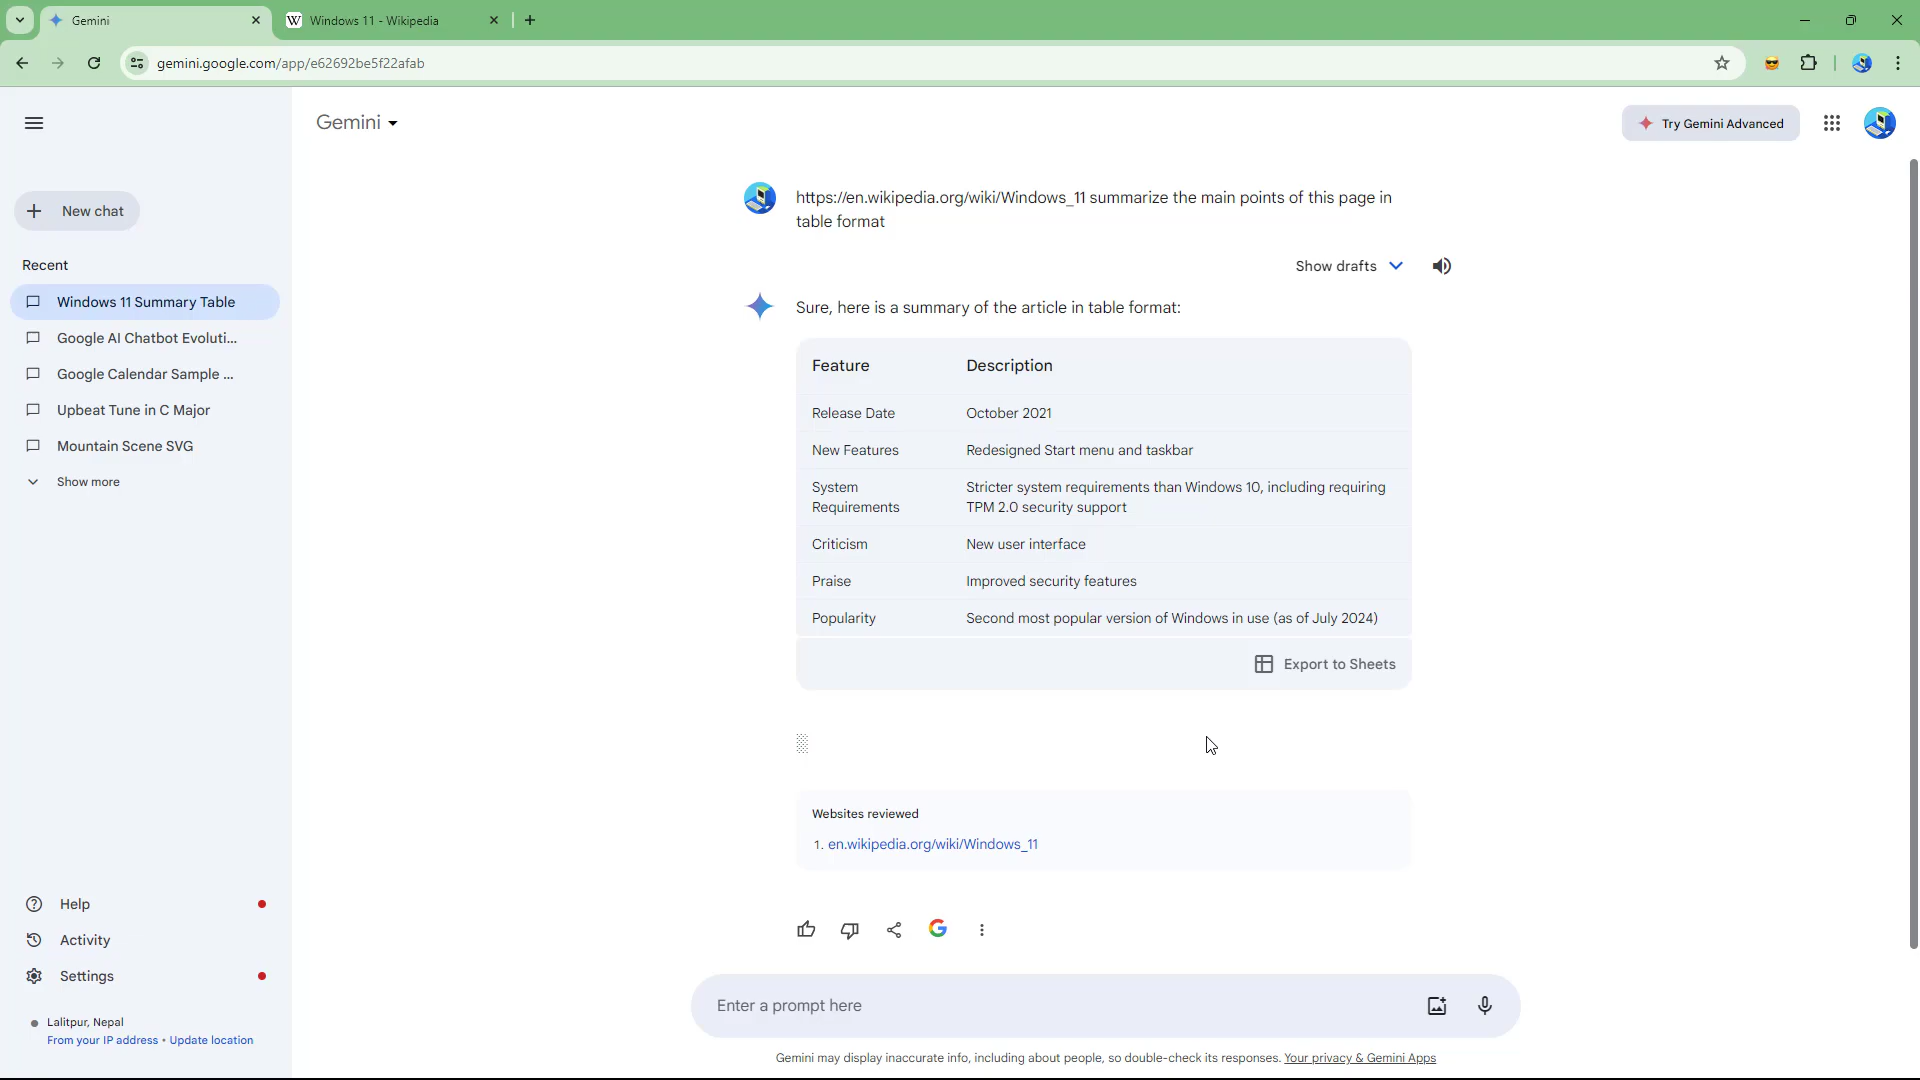 Gemini
Windows 11 - Wikipedia
gemini.google.com/app/e62692be5f22afab
Gemini
Try Gemini Advanced
New chat
Recent
Windows 11 Summary Table
Google AI Chatbot Evoluti...
Google Calendar Sample ...
Upbeat Tune in C Major
Mountain Scene SVG
Show more
Help
Activity
Settings
Lalitpur, Nepal
From your IP address • Update location
https://en.wikipedia.org/wiki/Windows_11 summarize the main points of this page in
table format
Show drafts
Sure, here is a summary of the article in table format:
Feature Description
Release Date October 2021
New Features Redesigned Start menu and taskbar
System Stricter system requirements than Windows 10, including requiring
Requirements TPM 2.0 security support
Criticism New user interface
Praise Improved security features
Popularity Second most popular version of Windows in use (as of July 2024)
Export to Sheets
Websites reviewed
1. en.wikipedia.org/wiki/Windows_11
Enter a prompt here
Gemini may display inaccurate info, including about people, so double-check its responses. Your privacy & Gemini Apps